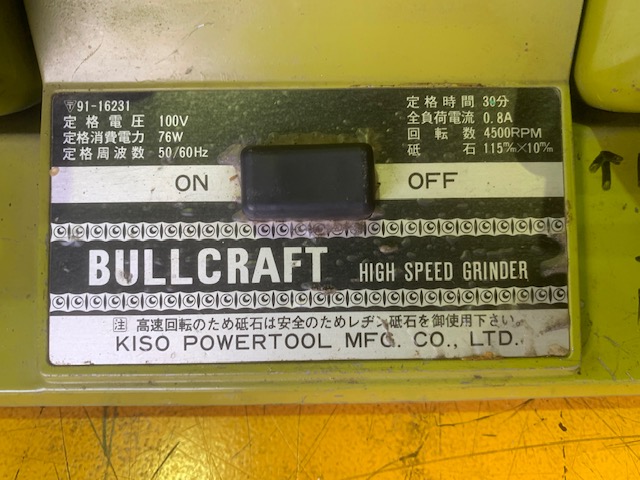 〒91-16231
定格電圧 100V
定格消費電力 76W
定格周波数 50/60Hz
定格時間 30分
全負荷電流 0.8A
回転数 4500RPM
砥石 115㎜×10㎜
ON OFF
BULLCRAFT HIGH SPEED GRINDER
注 高速回転のため砥石は安全のためレヂン砥石を御使用下さい。
KISO POWERTOOL MFG. CO., LTD.